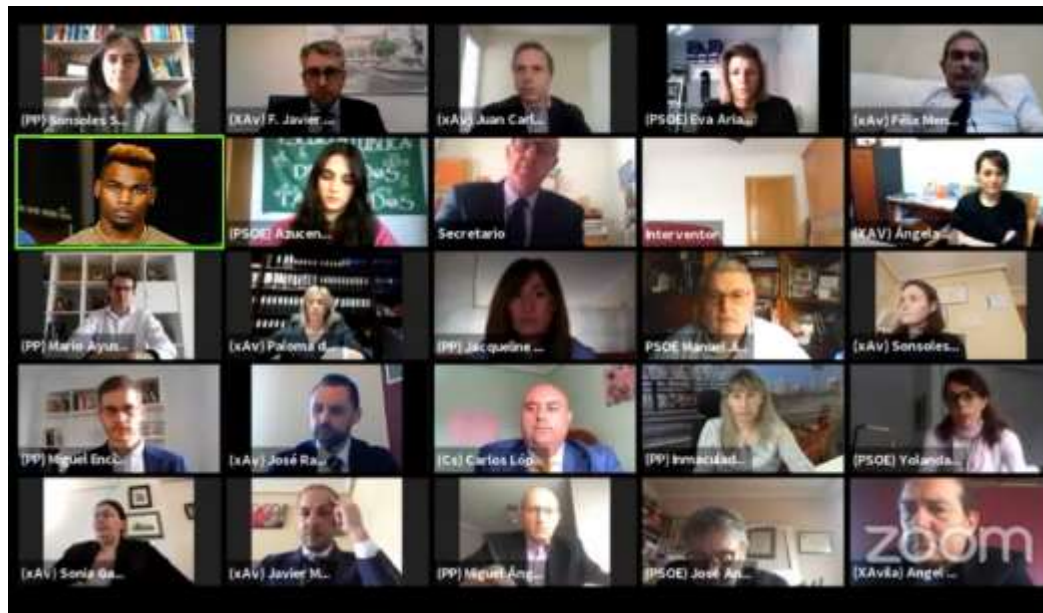 (PP) Sonsoles S...
(XAv) F. Javier ...
(xAv) Juan Carl...
(PSOE) Eva Aria...
(xAv) Félix Men...
(PSOE) Azucen...
Secretario
Interventor
(XAV) Ángela ...
(PP) Mario Ayus...
(xAv) Paloma d...
(PP) Jacqueline ...
PSOE Manuel J...
(xAv) Sonsoles...
(PP) Miguel Enci...
(xAv) José Ra...
(Cs) Carlos Lóp...
(PP) Inmaculad...
(PSOE) Yolanda...
(xAv) Sonia Ga...
(xAv) Javier M...
(PP) Miguel Áng...
(PSOE) José An...
(XAvila) Angel ...
zoom